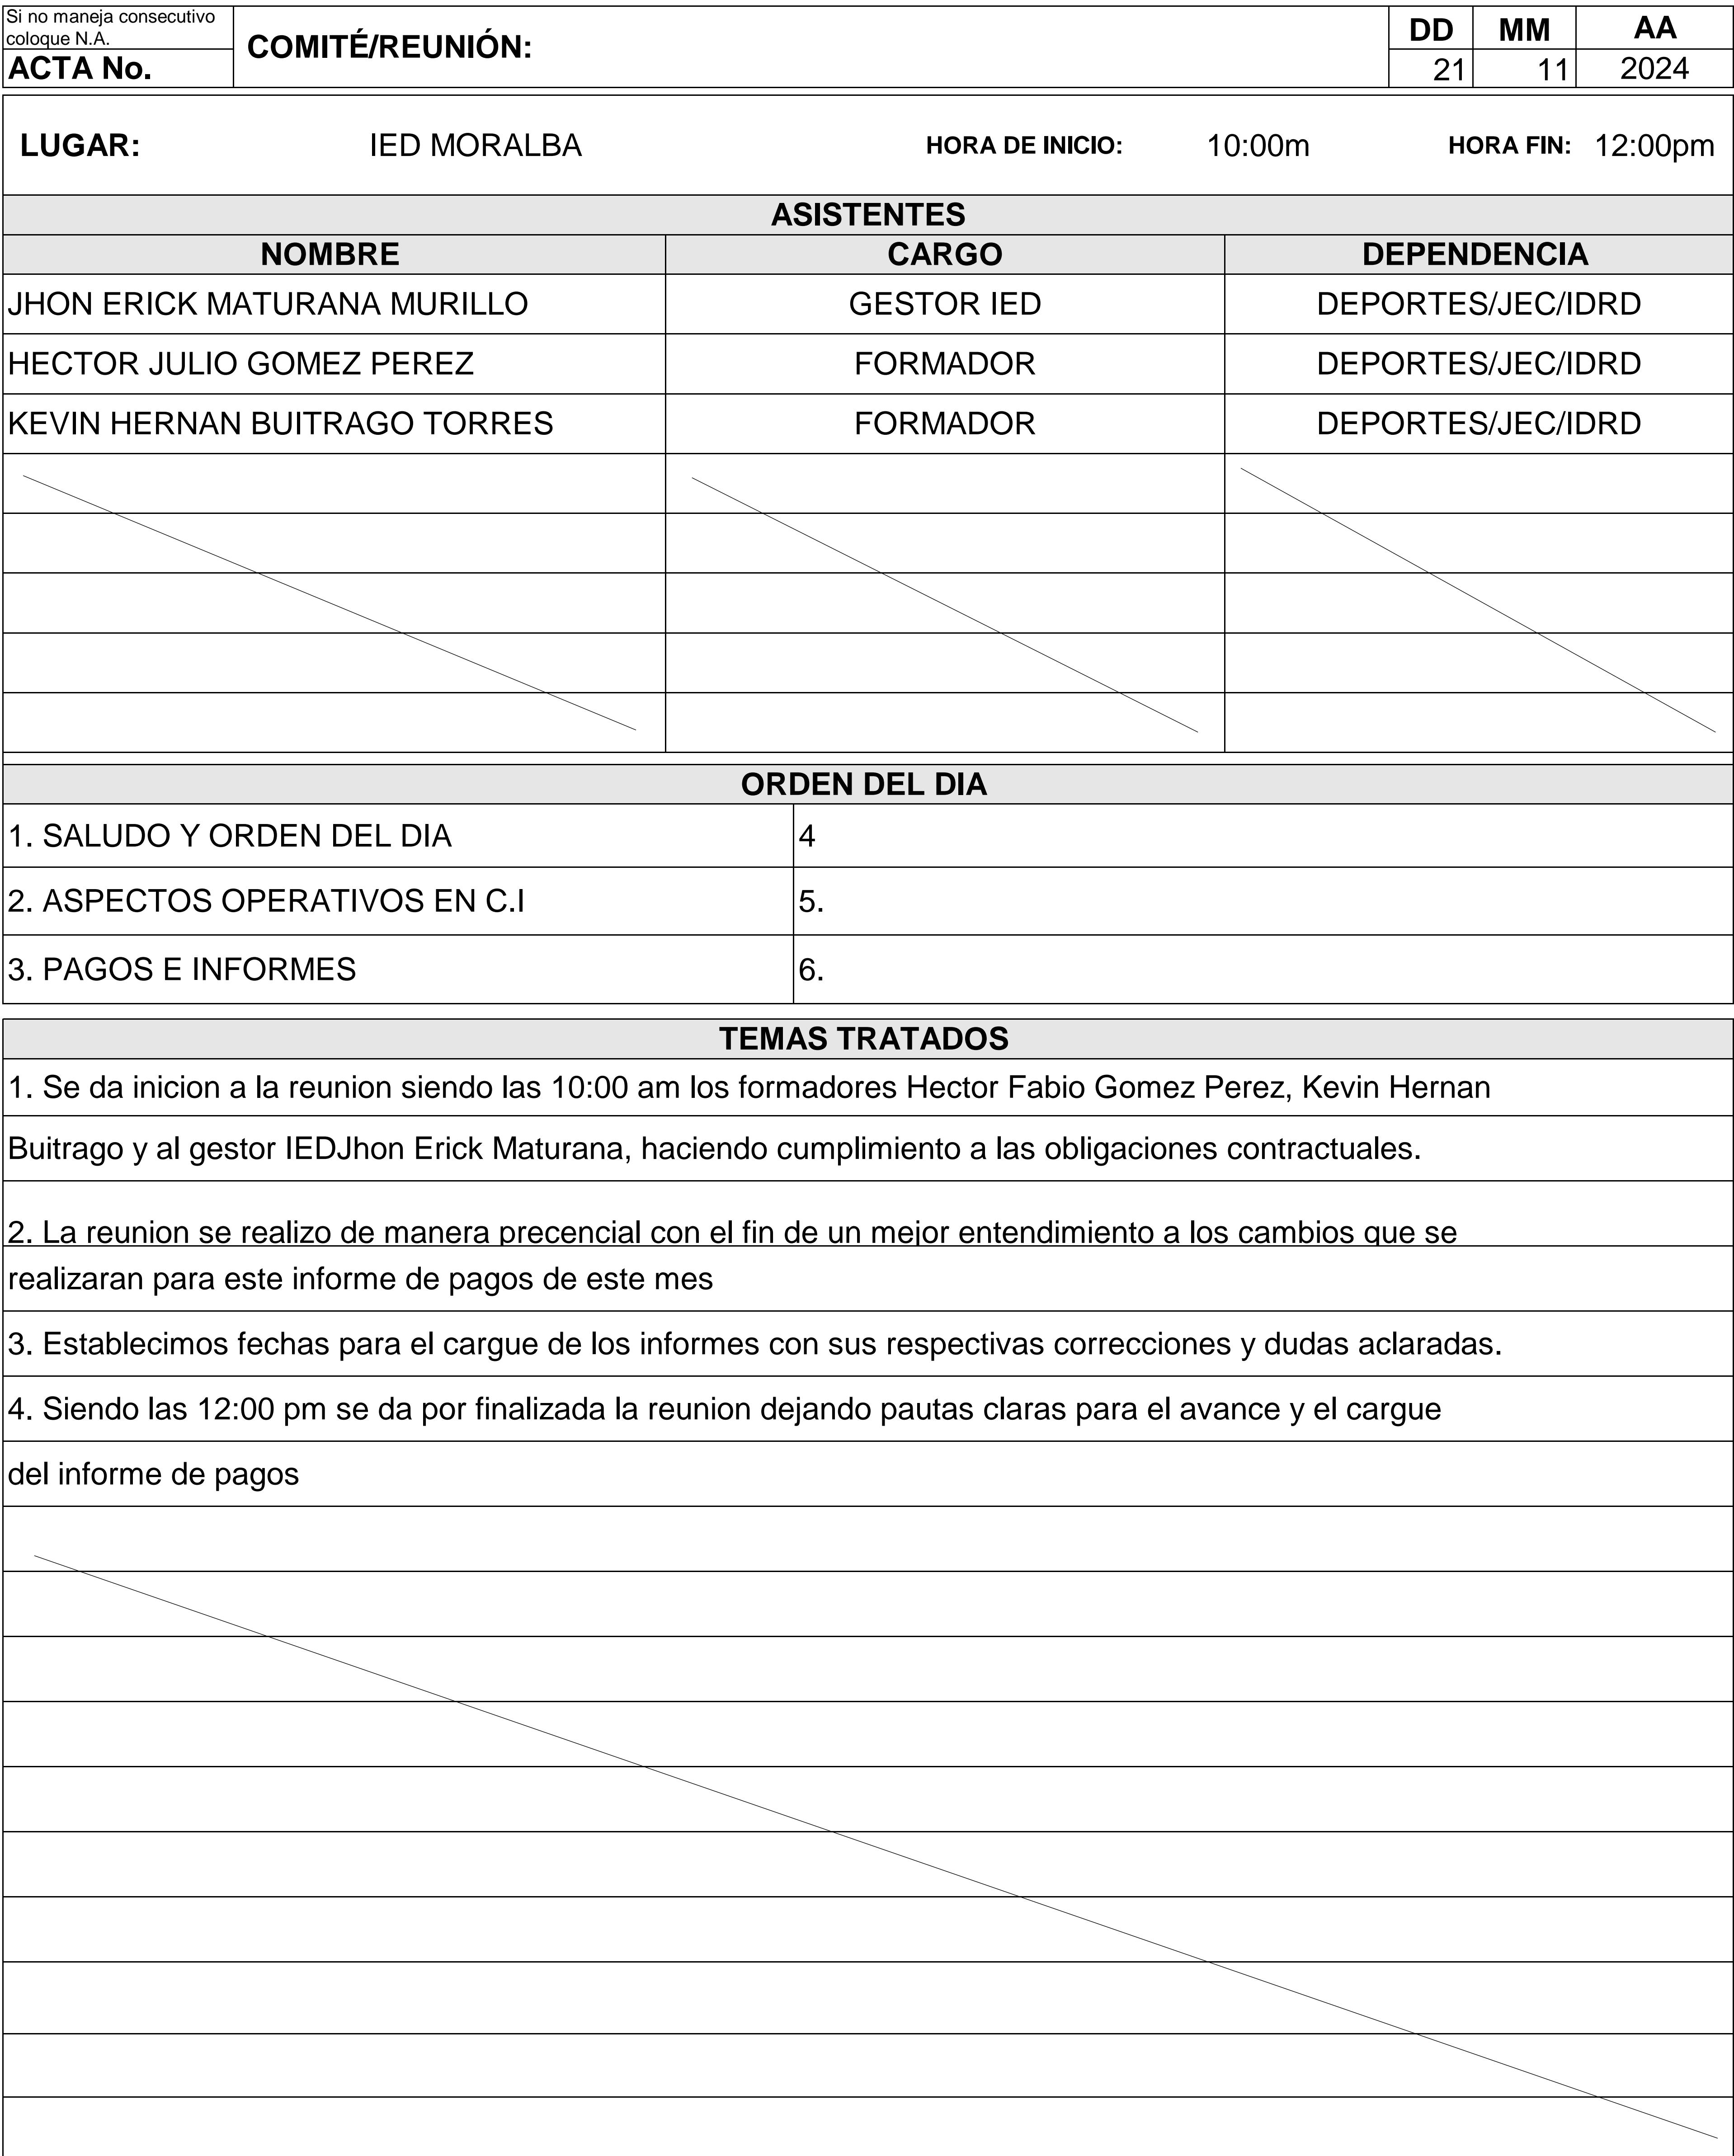 Si no maneja consecutivo
coloque N.A.
ACTA No.
COMITÉ/REUNIÓN:
DD MM AA
21 11 2024
LUGAR: IED MORALBA HORA DE INICIO: 10:00m HORA FIN: 12:00pm
ASISTENTES
NOMBRE CARGO DEPENDENCIA
JHON ERICK MATURANA MURILLO GESTOR IED DEPORTES/JEC/IDRD
HECTOR JULIO GOMEZ PEREZ FORMADOR DEPORTES/JEC/IDRD
KEVIN HERNAN BUITRAGO TORRES FORMADOR DEPORTES/JEC/IDRD
ORDEN DEL DIA
1. SALUDO Y ORDEN DEL DIA 4
2. ASPECTOS OPERATIVOS EN C.I 5.
3. PAGOS E INFORMES 6.
TEMAS TRATADOS
1. Se da inicion a la reunion siendo las 10:00 am los formadores Hector Fabio Gomez Perez, Kevin Hernan
Buitrago y al gestor IEDJhon Erick Maturana, haciendo cumplimiento a las obligaciones contractuales.
2. La reunion se realizo de manera precencial con el fin de un mejor entendimiento a los cambios que se
realizaran para este informe de pagos de este mes
3. Establecimos fechas para el cargue de los informes con sus respectivas correcciones y dudas aclaradas.
4. Siendo las 12:00 pm se da por finalizada la reunion dejando pautas claras para el avance y el cargue
del informe de pagos